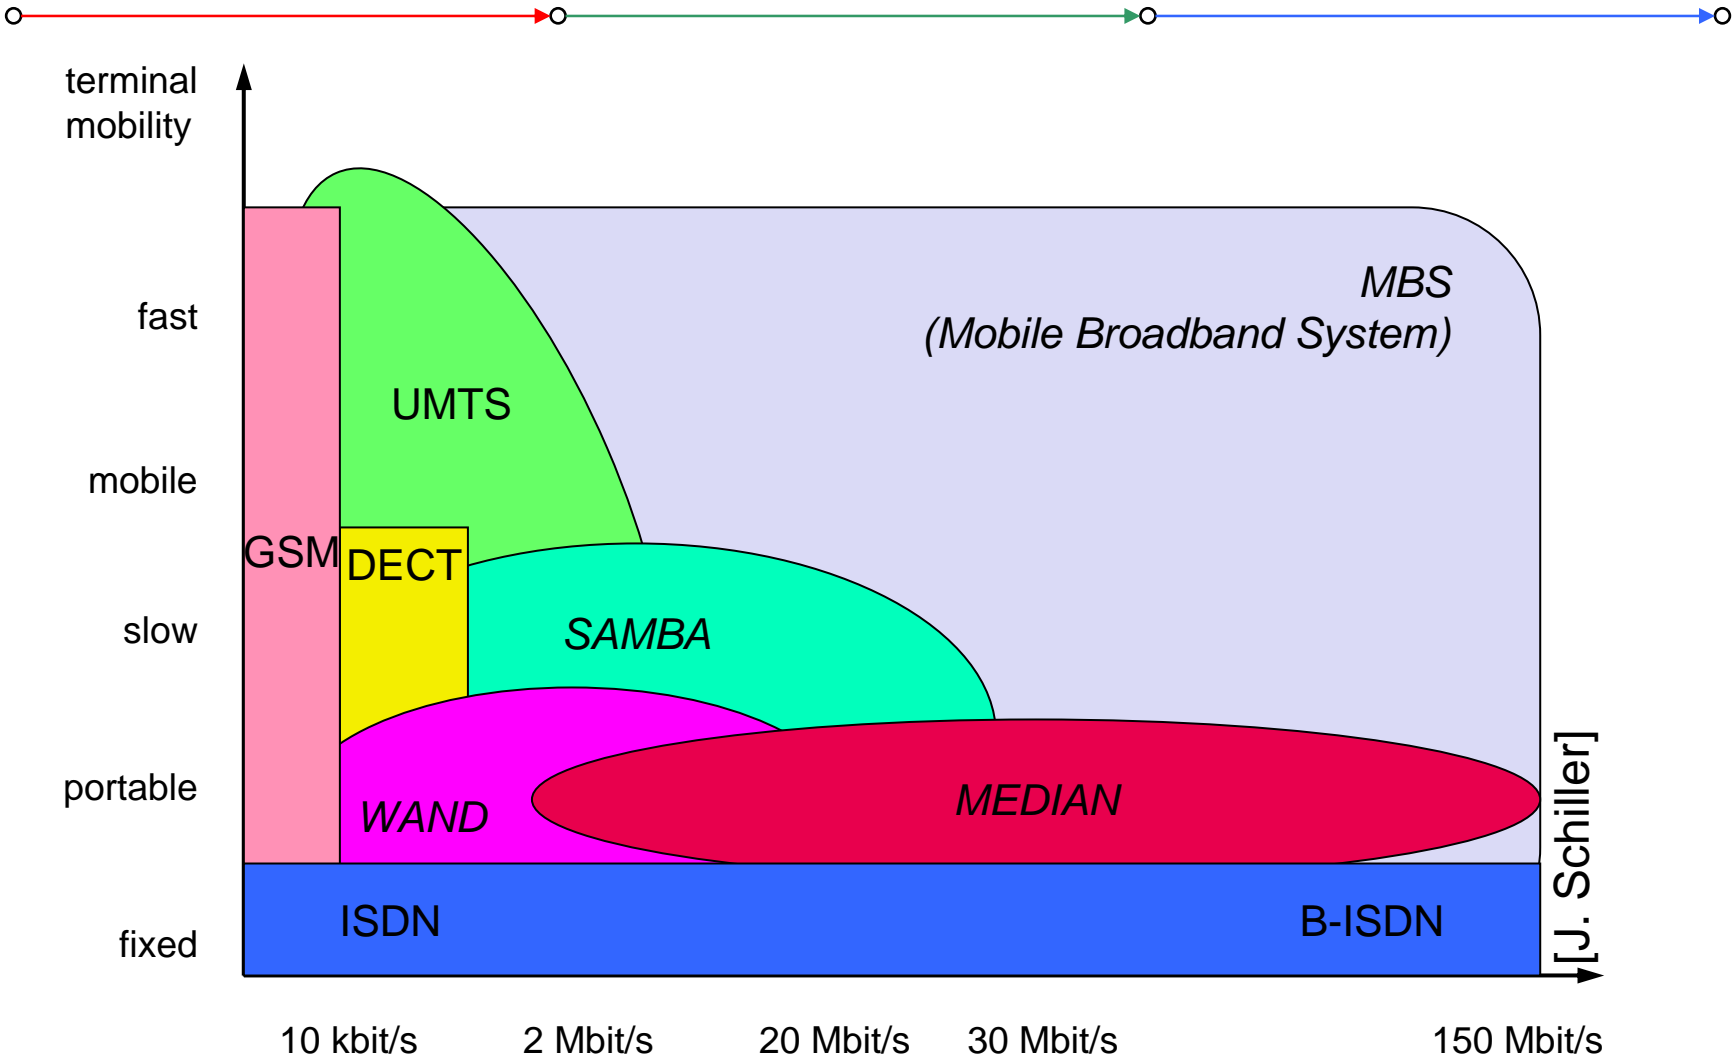 terminal
mobility
fast
MBS
(Mobile Broadband System)
UMTS
mobile
GSM
DECT
slow
SAMBA
portable
WAND
MEDIAN
[J. Schiller]
fixed
ISDN
B-ISDN
10 kbit/s
2 Mbit/s
20 Mbit/s
30 Mbit/s
150 Mbit/s